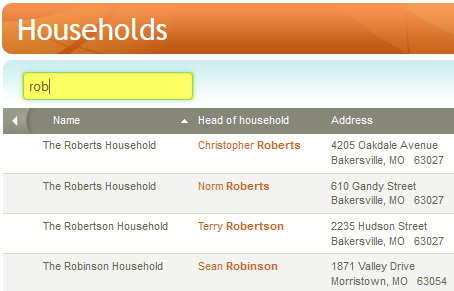 Households
rob
Name Head of household Address
The Roberts Household Christopher Roberts 4205 Oakdale Avenue
Bakersville, MO 63027
The Roberts Household Norm Roberts 610 Gandy Street
Bakersville, MO 63027
The Robertson Household Terry Robertson 2235 Hudson Street
Bakersville, MO 63027
The Robinson Household Sean Robinson 1871 Valley Drive
Morristown, MO 63054